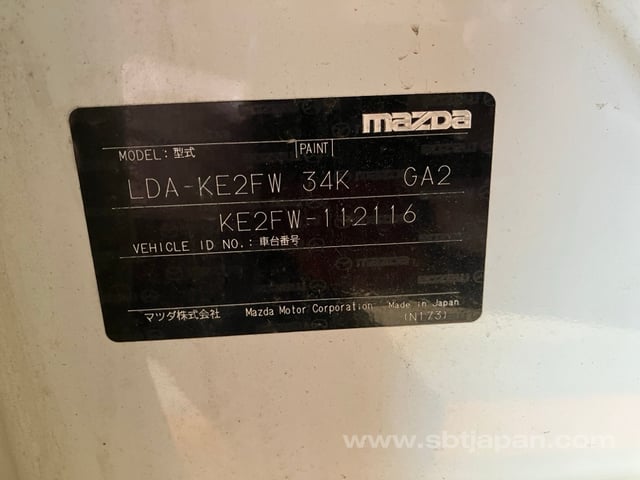 mazda
MODEL: 型式 PAINT
LDA-KE2FW 34K GA2
KE2FW-112116
VEHICLE ID NO.: 車台番号
マツダ株式会社 Mazda Motor Corporation Made in Japan
(N173)
www.sbtjapan.com